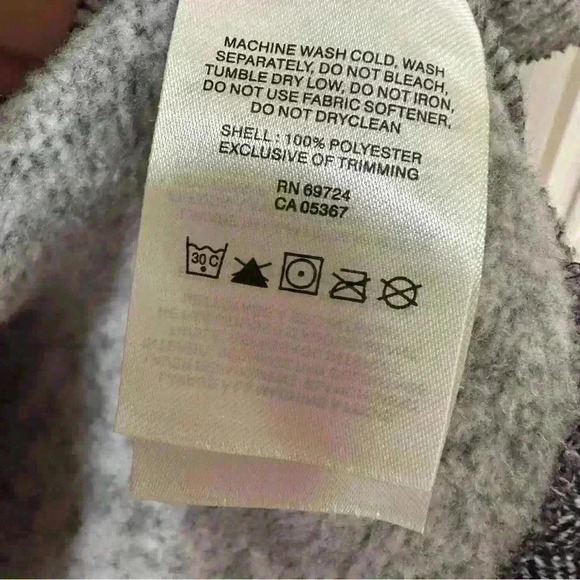 MACHINE WASH COLD, WASH
SEPARATELY, DO NOT BLEACH,
TUMBLE DRY LOW, DO NOT IRON,
DO NOT USE FABRIC SOFTENER,
DO NOT DRYCLEAN
SHELL : 100% POLYESTER
EXCLUSIVE OF TRIMMING
RN 69724
CA 05367
30 C